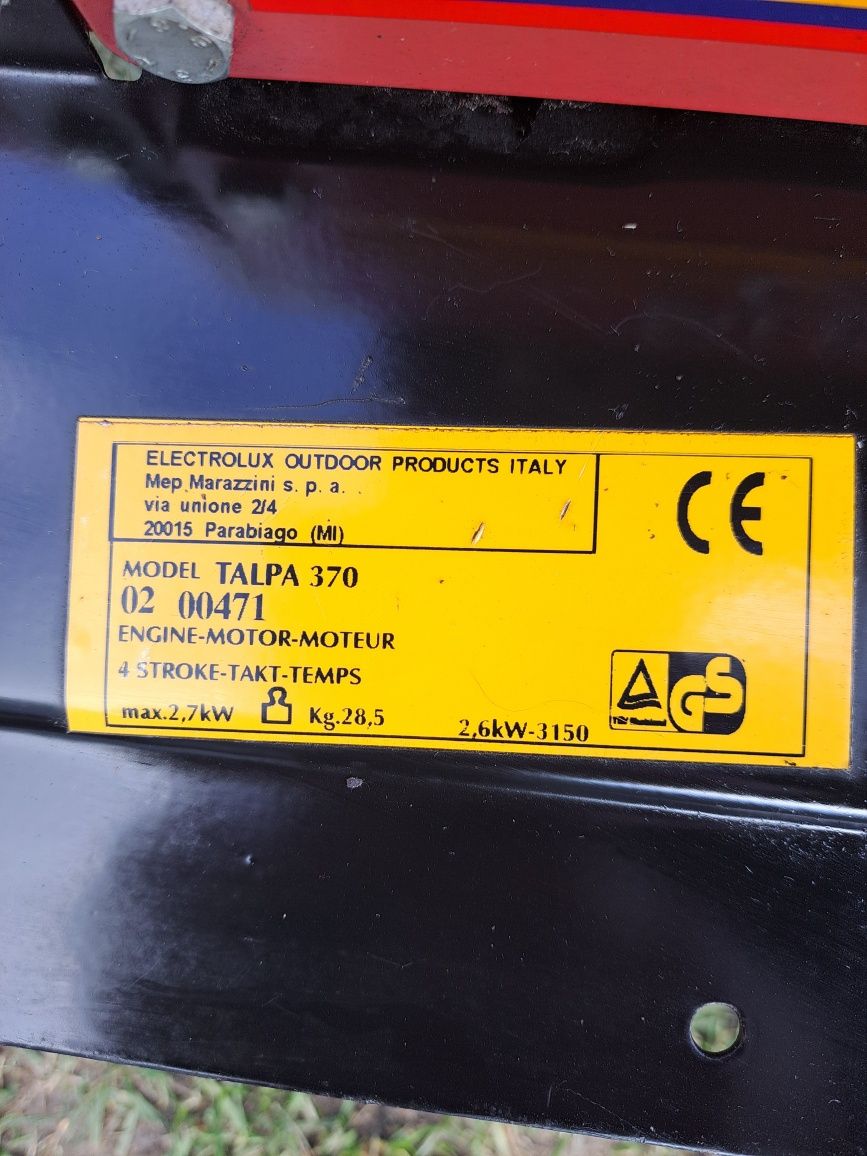 ELECTROLUX OUTDOOR PRODUCTS ITALY
Mep Marazzini s. p. a.
via unione 2/4
20015 Parabiago (MI)
CE
MODEL TALPA 370
02 00471
ENGINE-MOTOR-MOTEUR
4 STROKE-TAKT-TEMPS
max.2,7kW Kg.28,5 2,6kW-3150
GS